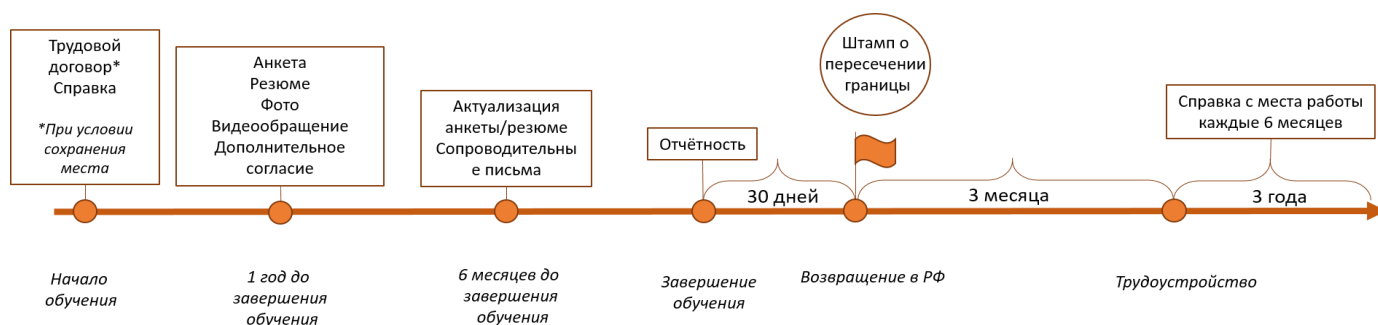 Трудовой
договор*
Справка
*При условии
сохранения
места
Анкета
Резюме
Фото
Видеообращение
Дополнительное
согласие
Актуализация
анкеты/резюме
Сопроводительны
е письма
Отчётность
Штамп о
пересечении
границы
Справка с места работы
каждые 6 месяцев
30 дней
3 месяца
3 года
Начало
обучения
1 год до
завершения
обучения
6 месяцев до
завершения
обучения
Завершение
обучения
Возвращение в РФ
Трудоустройство